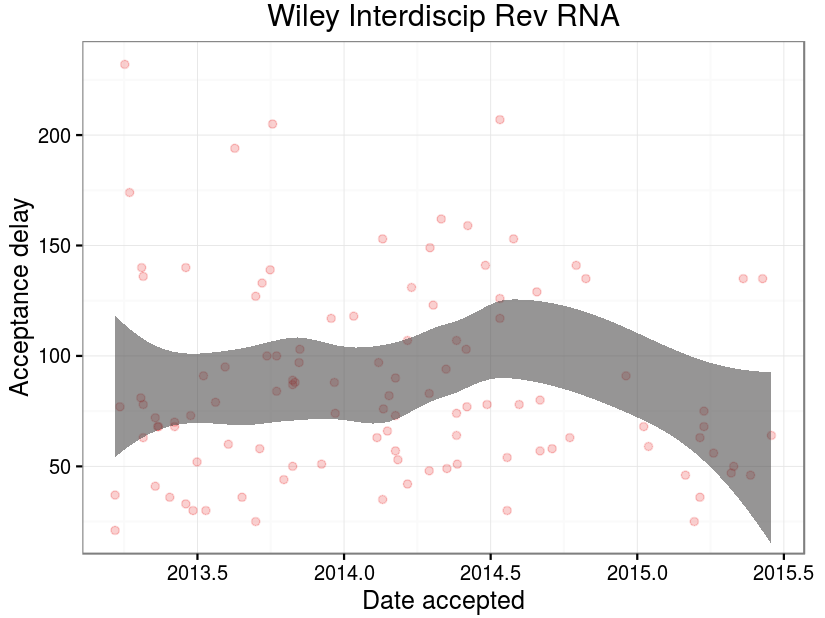 Wiley Interdiscip Rev RNA
Acceptance delay
200
150
100
50
2013.5 2014.0 2014.5 2015.0 2015.5
Date accepted